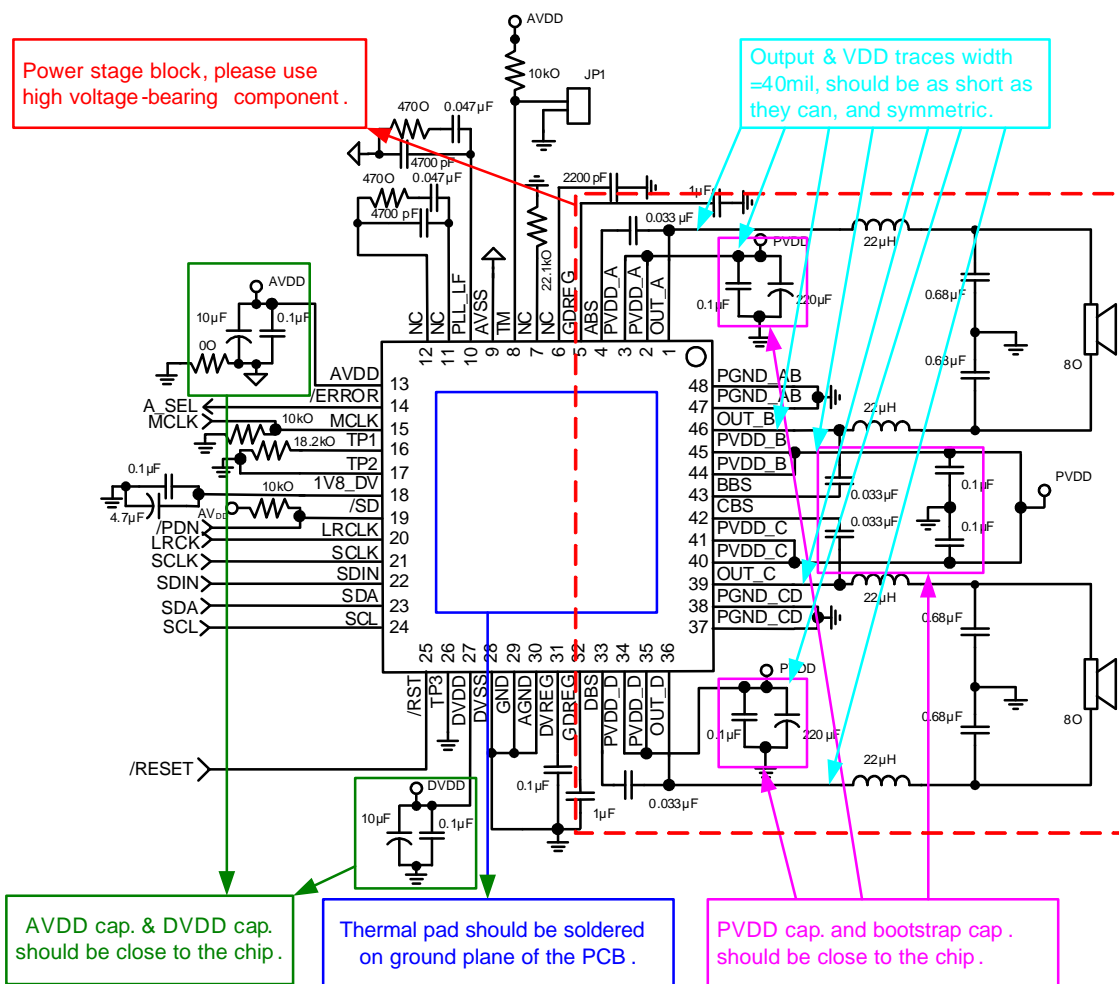 AVDD
Power stage block, please use
high voltage-bearing component.
Output & VDD traces width
=40mil, should be as short as
they can, and symmetric.
10kO
JP1
470O
0.047µF
4700 pF
0.047µF
470O
4700 pF
2200 pF
1µF
0.033 µF
22.1kO
22µH
PVDD
0.1µF
220µF
0.68µF
0.68µF
8O
AVDD
10µF
0.1µF
0O
NC
NC
PLL_LF
AVSS
TM
NC
NC
GDREG
ABS
PVDD_A
PVDD_A
OUT_A
12
11
10
9
8
7
6
5
4
3
2
1
AVDD
13
/ERROR
14
MCLK
15
TP1
16
TP2
17
1V8_DV
18
/SD
19
LRCLK
20
SCLK
21
SDIN
22
SDA
23
SCL
24
A_SEL
MCLK
10kO
18.2kO
0.1µF
4.7µF
10kO
AVDD
/PDN
LRCK
SCLK
SDIN
SDA
SCL
48
PGND_AB
47
PGND_AB
46
OUT_B
45
PVDD_B
44
PVDD_B
43
BBS
42
CBS
41
PVDD_C
40
PVDD_C
39
OUT_C
38
PGND_CD
37
PGND_CD
22µH
0.033µF
0.033µF
0.1µF
0.1µF
PVDD
22µH
0.68µF
0.68µF
8O
25
26
27
28
29
30
31
32
33
34
35
36
/RST
TP3
DVDD
DVSS
GND
AGND
DVREG
GDREG
DBS
PVDD_D
PVDD_D
OUT_D
PVDD
0.1µF
220µF
22µH
/RESET
0.1µF
1µF
0.033µF
DVDD
10µF
0.1µF
AVDD cap. & DVDD cap.
should be close to the chip.
Thermal pad should be soldered
on ground plane of the PCB.
PVDD cap. and bootstrap cap.
should be close to the chip.